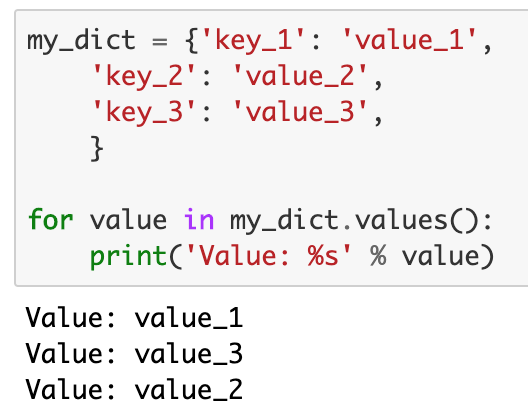 my_dict = {'key_1': 'value_1',
    'key_2': 'value_2',
    'key_3': 'value_3',
    }

for value in my_dict.values():
    print('Value: %s' % value)
Value: value_1
Value: value_3
Value: value_2